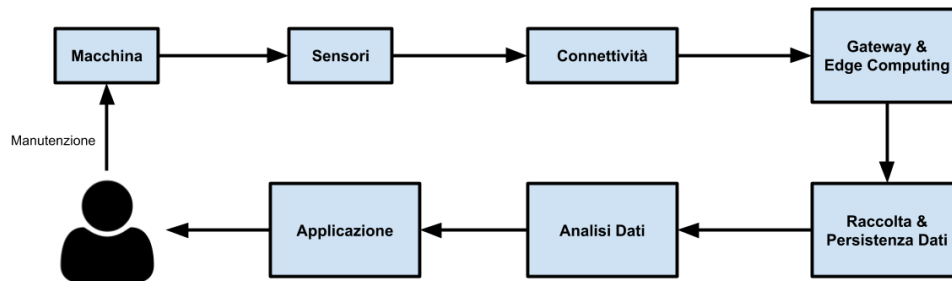 Macchina
Sensori
Connettività
Gateway &
Edge Computing
Manutenzione
Applicazione
Analisi Dati
Raccolta &
Persistenza Dati